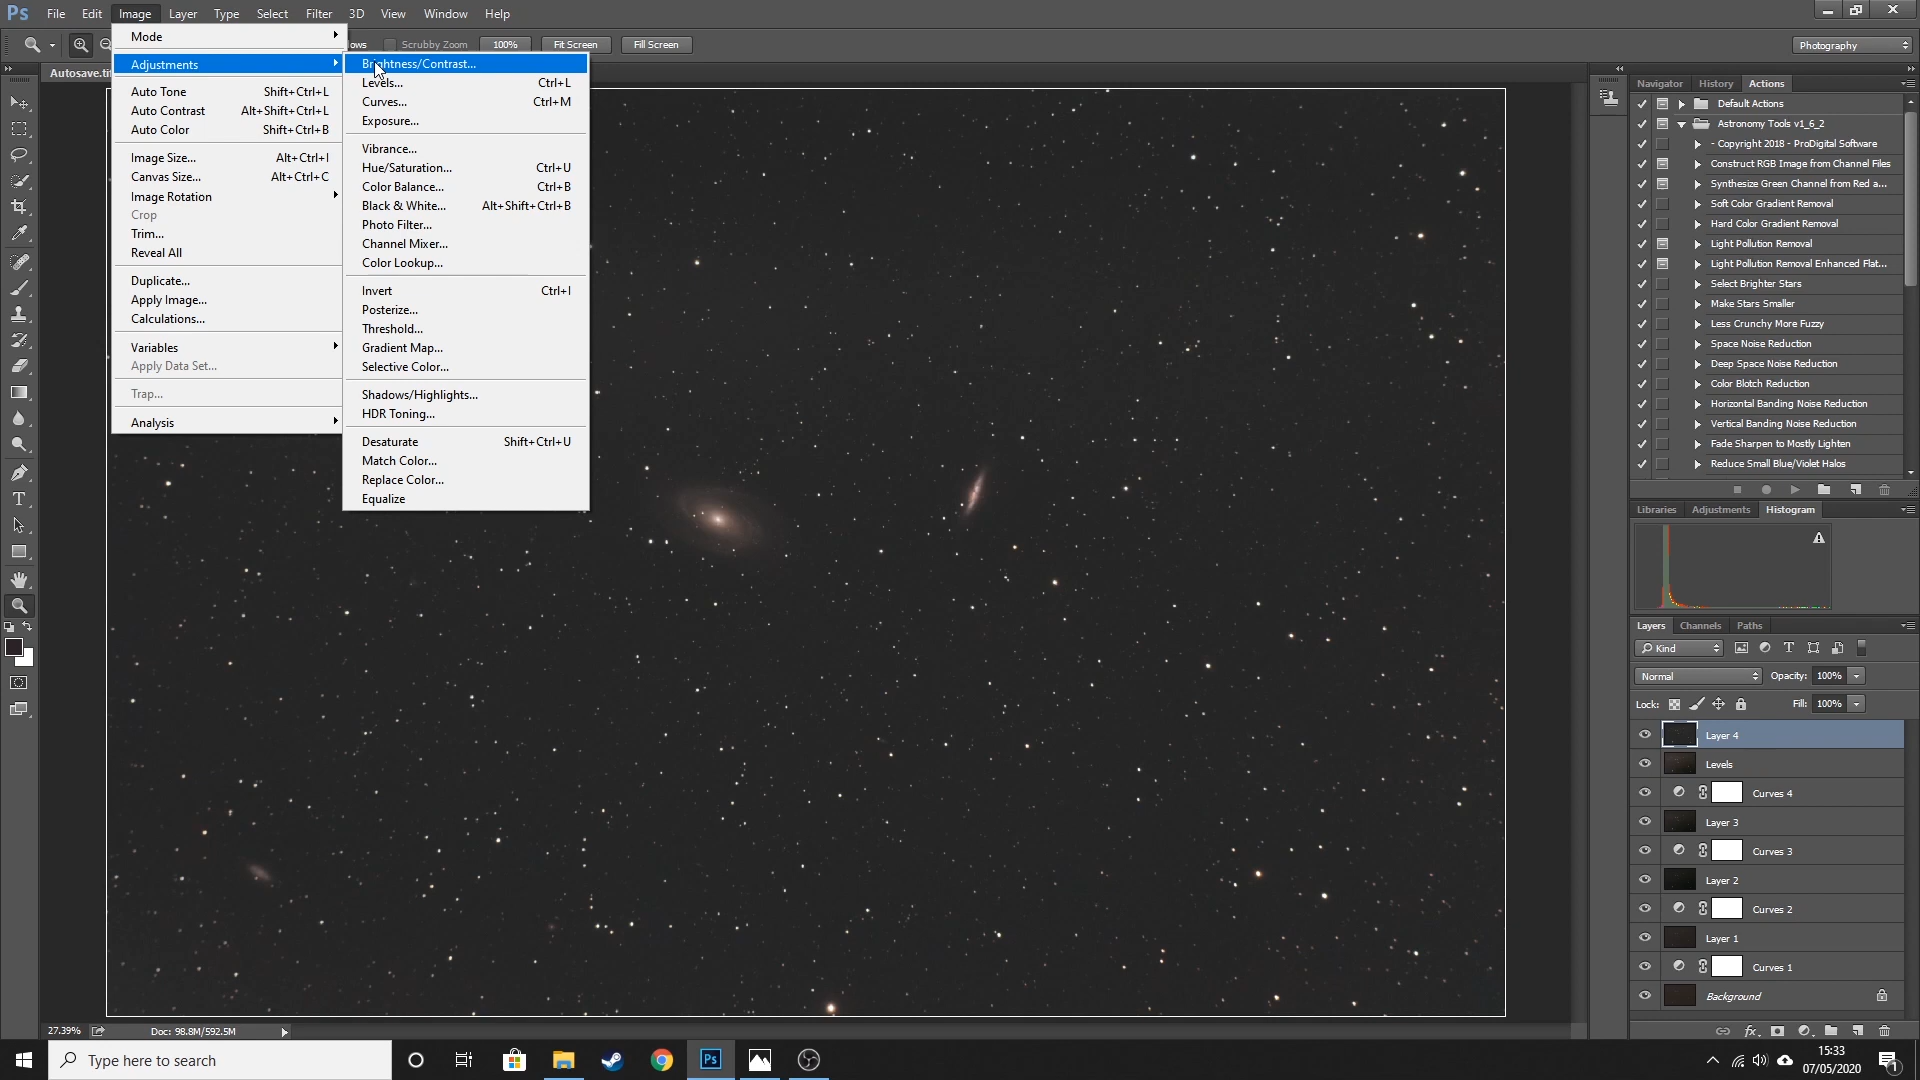 Ps File Edit Image Layer Type Select Filter 3D View Window Help
ows Scrubby Zoom 100% Fit Screen Fill Screen Photography
Autosave.ti
Mode
Adjustments
Auto Tone Shift+Ctrl+L
Auto Contrast Alt+Shift+Ctrl+L
Auto Color Shift+Ctrl+B
Image Size... Alt+Ctrl+I
Canvas Size... Alt+Ctrl+C
Image Rotation
Crop
Trim...
Reveal All
Duplicate...
Apply Image...
Calculations...
Variables
Apply Data Set...
Trap...
Analysis
Brightness/Contrast...
Levels... Ctrl+L
Curves... Ctrl+M
Exposure...
Vibrance...
Hue/Saturation... Ctrl+U
Color Balance... Ctrl+B
Black & White... Alt+Shift+Ctrl+B
Photo Filter...
Channel Mixer...
Color Lookup...
Invert Ctrl+I
Posterize...
Threshold...
Gradient Map...
Selective Color...
Shadows/Highlights...
HDR Toning...
Desaturate Shift+Ctrl+U
Match Color...
Replace Color...
Equalize
Navigator History Actions
Default Actions
Astronomy Tools v1_6_2
- Copyright 2018 - ProDigital Software
Construct RGB Image from Channel Files
Synthesize Green Channel from Red a...
Soft Color Gradient Removal
Hard Color Gradient Removal
Light Pollution Removal
Light Pollution Removal Enhanced Flat...
Select Brighter Stars
Make Stars Smaller
Less Crunchy More Fuzzy
Space Noise Reduction
Deep Space Noise Reduction
Color Blotch Reduction
Horizontal Banding Noise Reduction
Vertical Banding Noise Reduction
Fade Sharpen to Mostly Lighten
Reduce Small Blue/Violet Halos
Libraries Adjustments Histogram
Layers Channels Paths
Kind
Normal Opacity: 100%
Lock: Fill: 100%
Layer 4
Levels
Curves 4
Layer 3
Curves 3
Layer 2
Curves 2
Layer 1
Curves 1
Background
fx
27.39% Doc: 98.8M/592.5M
Type here to search
Ps
15:33
07/05/2020
1